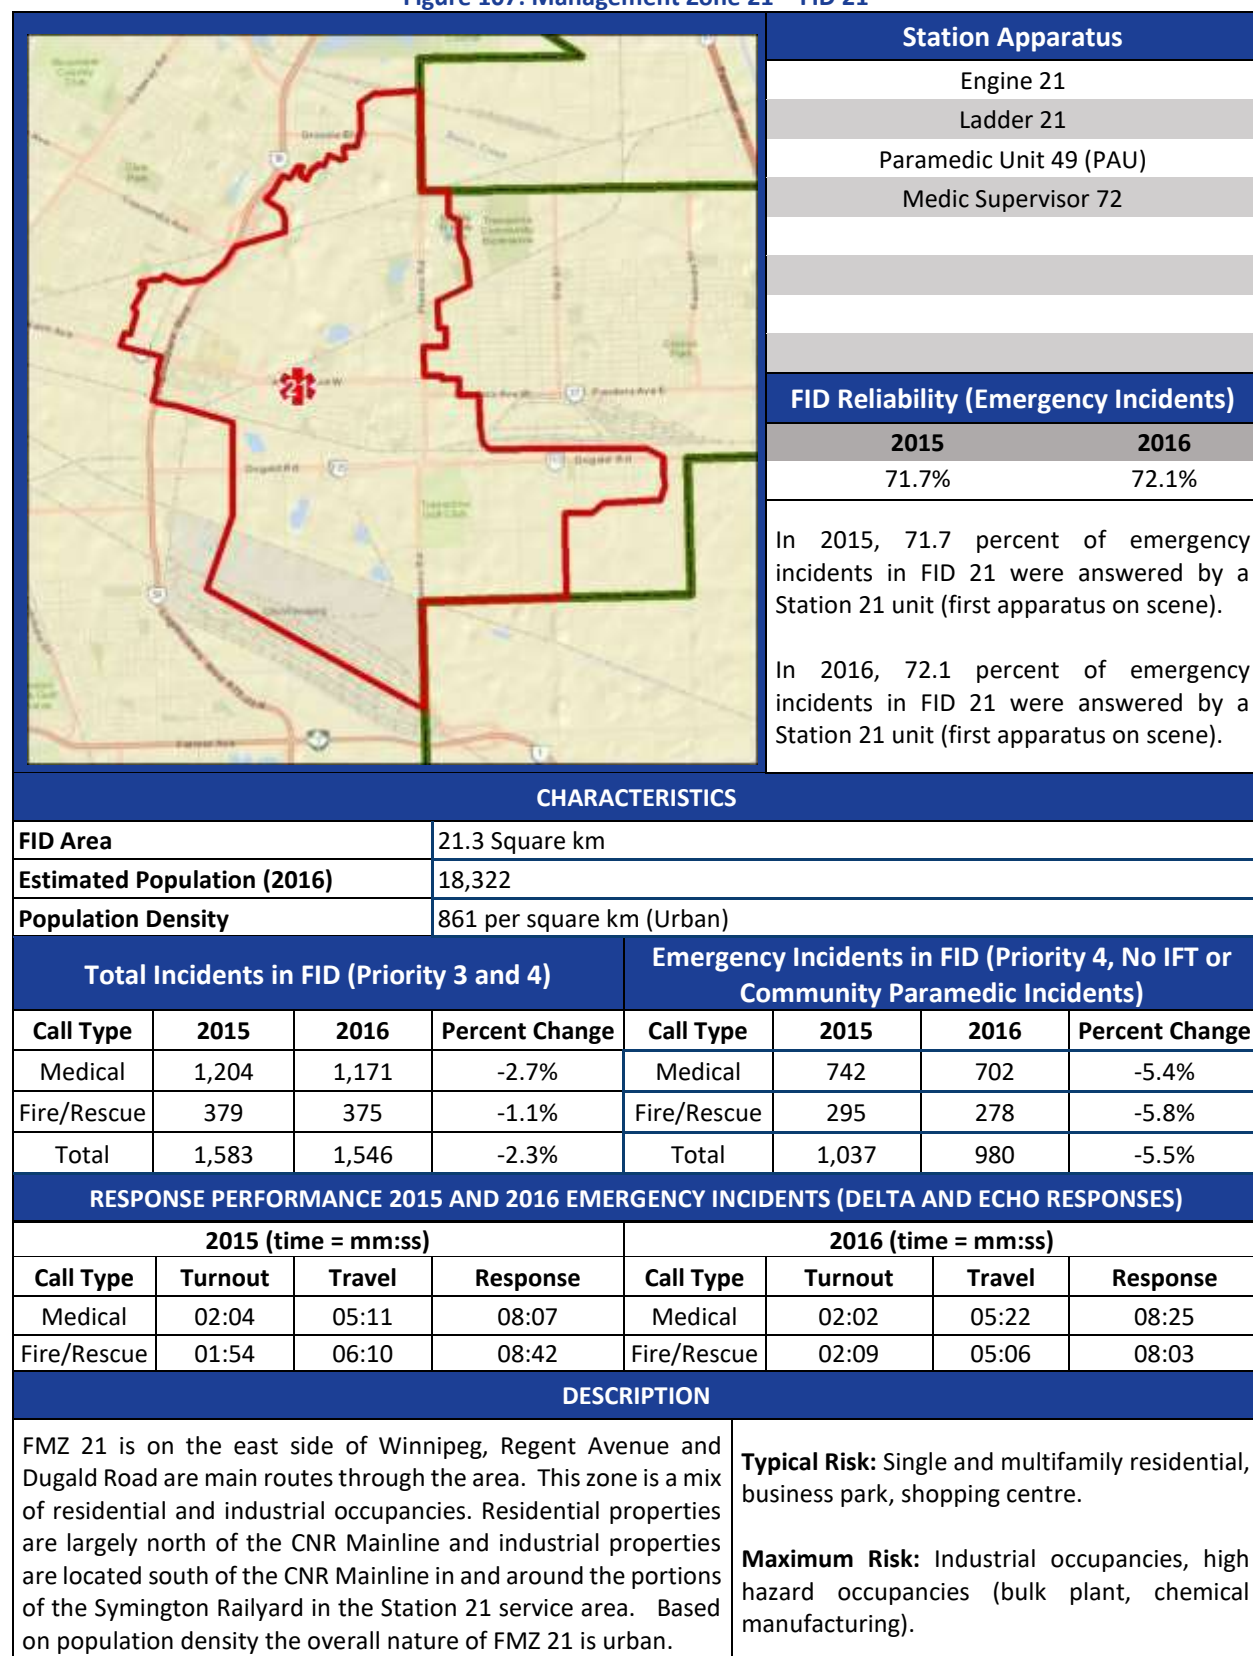 Figure 107: Management Zone 21 – FID 21
Station Apparatus
Engine 21
Ladder 21
Paramedic Unit 49 (PAU)
Medic Supervisor 72
21
Dugald Rd
Dugald Rd
FID Reliability (Emergency Incidents)
2015 2016
71.7% 72.1%
In 2015, 71.7 percent of emergency
incidents in FID 21 were answered by a
Station 21 unit (first apparatus on scene).
In 2016, 72.1 percent of emergency
incidents in FID 21 were answered by a
Station 21 unit (first apparatus on scene).
CHARACTERISTICS
FID Area 21.3 Square km
Estimated Population (2016) 18,322
Population Density 861 per square km (Urban)
Total Incidents in FID (Priority 3 and 4)
Emergency Incidents in FID (Priority 4, No IFT or
Community Paramedic Incidents)
Call Type 2015 2016 Percent Change Call Type 2015 2016 Percent Change
Medical 1,204 1,171 -2.7% Medical 742 702 -5.4%
Fire/Rescue 379 375 -1.1% Fire/Rescue 295 278 -5.8%
Total 1,583 1,546 -2.3% Total 1,037 980 -5.5%
RESPONSE PERFORMANCE 2015 AND 2016 EMERGENCY INCIDENTS (DELTA AND ECHO RESPONSES)
2015 (time = mm:ss) 2016 (time = mm:ss)
Call Type Turnout Travel Response Call Type Turnout Travel Response
Medical 02:04 05:11 08:07 Medical 02:02 05:22 08:25
Fire/Rescue 01:54 06:10 08:42 Fire/Rescue 02:09 05:06 08:03
DESCRIPTION
FMZ 21 is on the east side of Winnipeg, Regent Avenue and
Dugald Road are main routes through the area. This zone is a mix
of residential and industrial occupancies. Residential properties
are largely north of the CNR Mainline and industrial properties
are located south of the CNR Mainline in and around the portions
of the Symington Railyard in the Station 21 service area. Based
on population density the overall nature of FMZ 21 is urban.
Typical Risk: Single and multifamily residential,
business park, shopping centre.
Maximum Risk: Industrial occupancies, high
hazard occupancies (bulk plant, chemical
manufacturing).